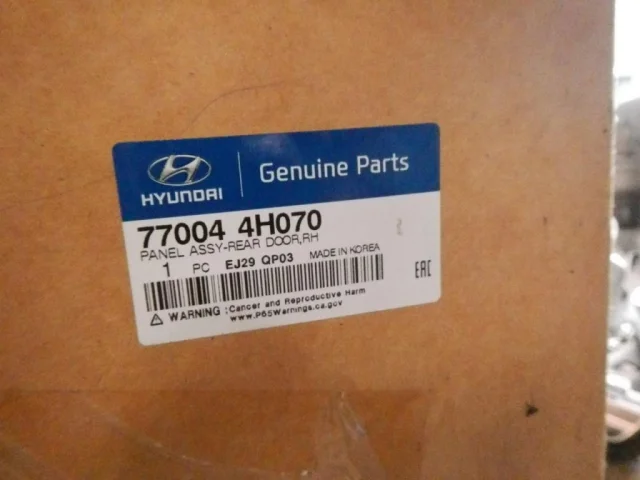 HYUNDAI
Genuine Parts
77004 4H070
PANEL ASSY-REAR DOOR,RH
1 PC EJ29 QP03 MADE IN KOREA
EAC
WARNING :Cancer and Reproductive Harm
www.P65Warnings.ca.gov